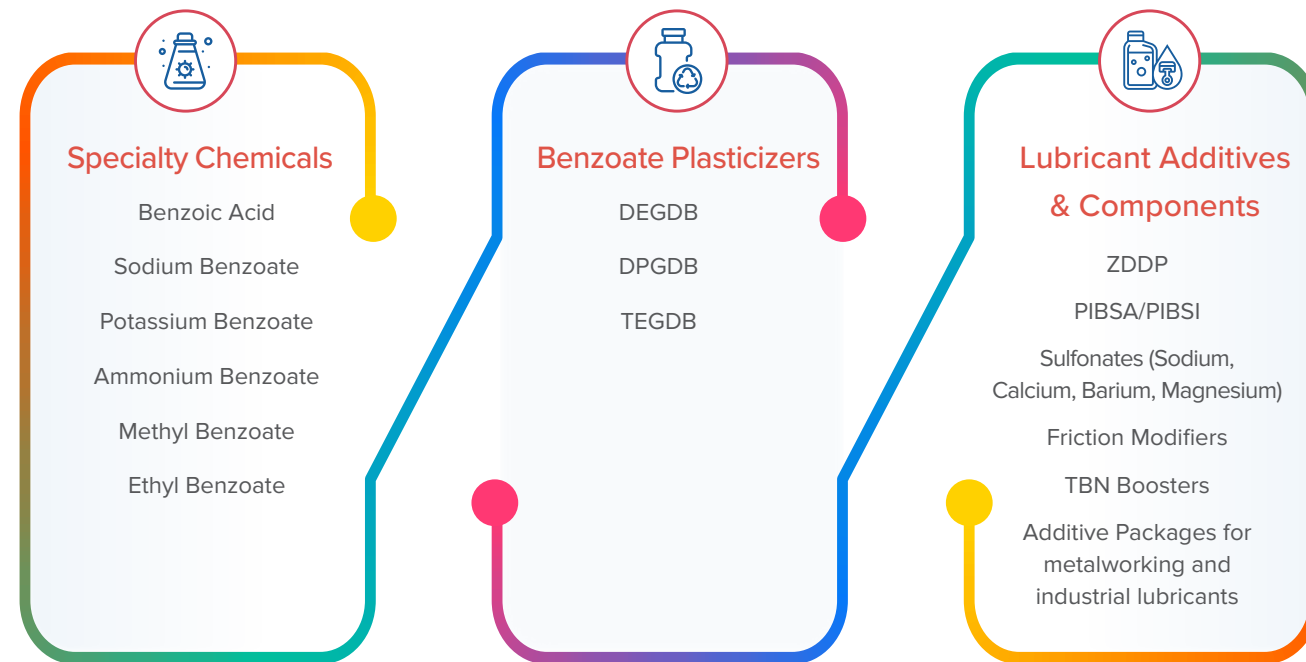 Specialty Chemicals
Benzoic Acid
Sodium Benzoate
Potassium Benzoate
Ammonium Benzoate
Methyl Benzoate
Ethyl Benzoate
Benzoate Plasticizers
DEGDB
DPGDB
TEGDB
Lubricant Additives
& Components
ZDDP
PIBSA/PIBSI
Sulfonates (Sodium,
Calcium, Barium, Magnesium)
Friction Modifiers
TBN Boosters
Additive Packages for
metalworking and
industrial lubricants